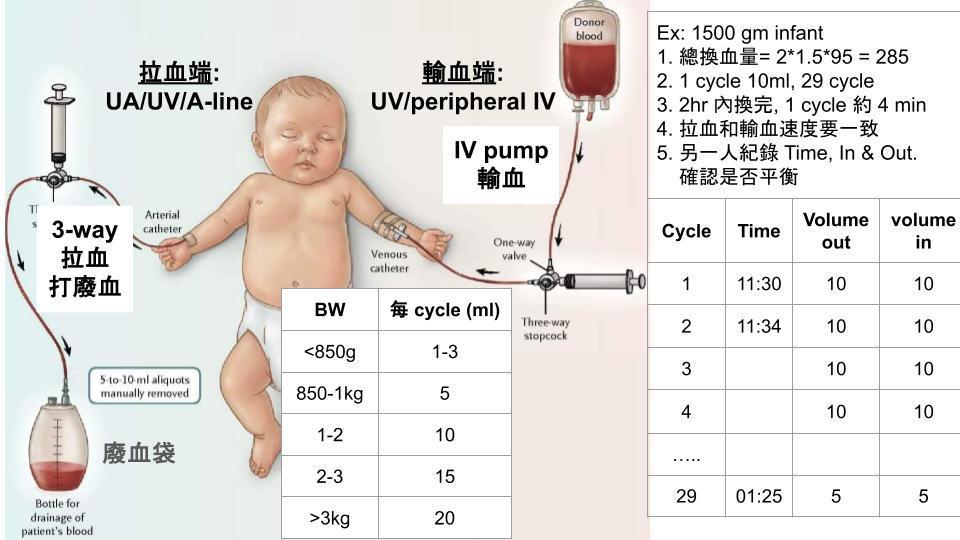 拉血端:
UA/UV/A-line
輸血端:
UV/peripheral IV
Donor
blood
IV pump
輸血
3-way
拉血
打廢血
Arterial
catheter
Venous
catheter
One-way
valve
Three-way
stopcock
5-to-10-ml aliquots
manually removed
廢血袋
Bottle for
drainage of
patient's blood
BW 每 cycle (ml)
<850g 1-3
850-1kg 5
1-2 10
2-3 15
>3kg 20
Ex: 1500 gm infant
1. 總換血量= 2*1.5*95 = 285
2. 1 cycle 10ml, 29 cycle
3. 2hr 內換完, 1 cycle 約 4 min
4. 拉血和輸血速度要一致
5. 另一人紀錄 Time, In & Out.
確認是否平衡
Cycle Time Volume out volume in
1 11:30 10 10
2 11:34 10 10
3 10 10
4 10 10
…..
29 01:25 5 5